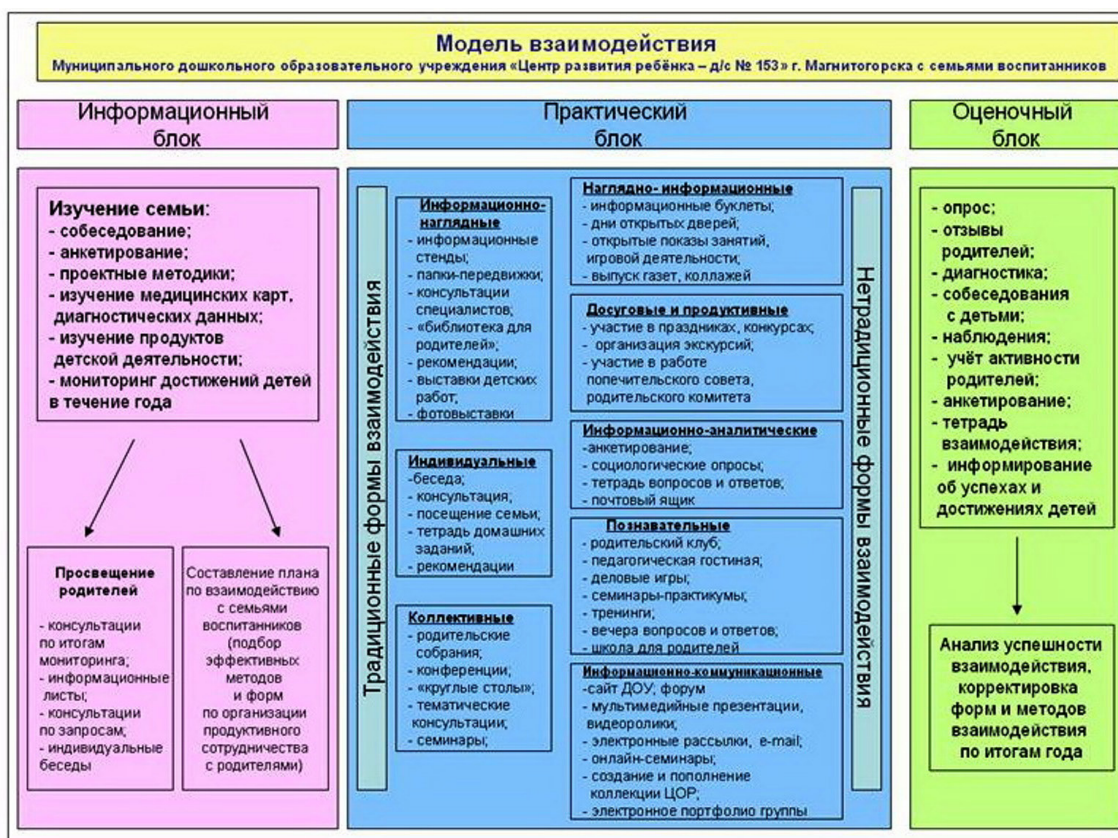 Модель взаимодействия
Муниципального дошкольного образовательного учреждения «Центр развития ребёнка – д/с № 153» г. Магнитогорска с семьями воспитанников
Информационный
блок
Изучение семьи:
- собеседование;
- анкетирование;
- проектные методики;
- изучение медицинских карт,
диагностических данных;
- изучение продуктов
детской деятельности;
- мониторинг достижений детей
в течение года
Просвещение
родителей
- консультации
по итогам
мониторинга;
- информационные
листы;
- консультации
по запросам;
- индивидуальные
беседы
Составление плана
по взаимодействию
с семьями
воспитанников
(подбор
эффективных
методов
и форм
по организации
продуктивного
сотрудничества
с родителями)
Практический
блок
Традиционные формы взаимодействия
Информационно-
наглядные
- информационные
стенды;
- папки-передвижки;
- консультации
специалистов;
- «библиотека для
родителей»;
- рекомендации;
- выставки детских
работ;
- фотовыставки
Индивидуальные
-беседа;
- консультация;
- посещение семьи;
- тетрадь домашних
заданий;
- рекомендации
Коллективные
- родительские
собрания;
- конференции;
- «круглые столы»;
- тематические
консультации;
- семинары;
Наглядно- информационные
- информационные буклеты;
- дни открытых дверей;
- открытые показы занятий,
игровой деятельности;
- выпуск газет, коллажей
Досуговые и продуктивные
- участие в праздниках, конкурсах;
- организация экскурсий;
- участие в работе
попечительского совета,
родительского комитета
Информационно-аналитические
-анкетирование;
- социологические опросы;
- тетрадь вопросов и ответов;
- почтовый ящик
Познавательные
- родительский клуб;
- педагогическая гостиная;
- деловые игры;
- семинары-практикумы;
- тренинги;
- вечера вопросов и ответов;
- школа для родителей
Информационно-коммуникационные
-сайт ДОУ; форум
- мультимедийные презентации,
видеоролики;
- электронные рассылки, e-mail;
- онлайн-семинары;
- создание и пополнение
коллекции ЦОР;
- электронное портфолио группы
Нетрадиционные формы взаимодействия
Оценочный
блок
- опрос;
- отзывы
родителей;
- диагностика;
- собеседования
с детьми;
- наблюдения;
- учёт активности
родителей;
- анкетирование;
- тетрадь
взаимодействия;
- информирование
об успехах и
достижениях детей
Анализ успешности
взаимодействия,
корректировка
форм и методов
взаимодействия
по итогам года